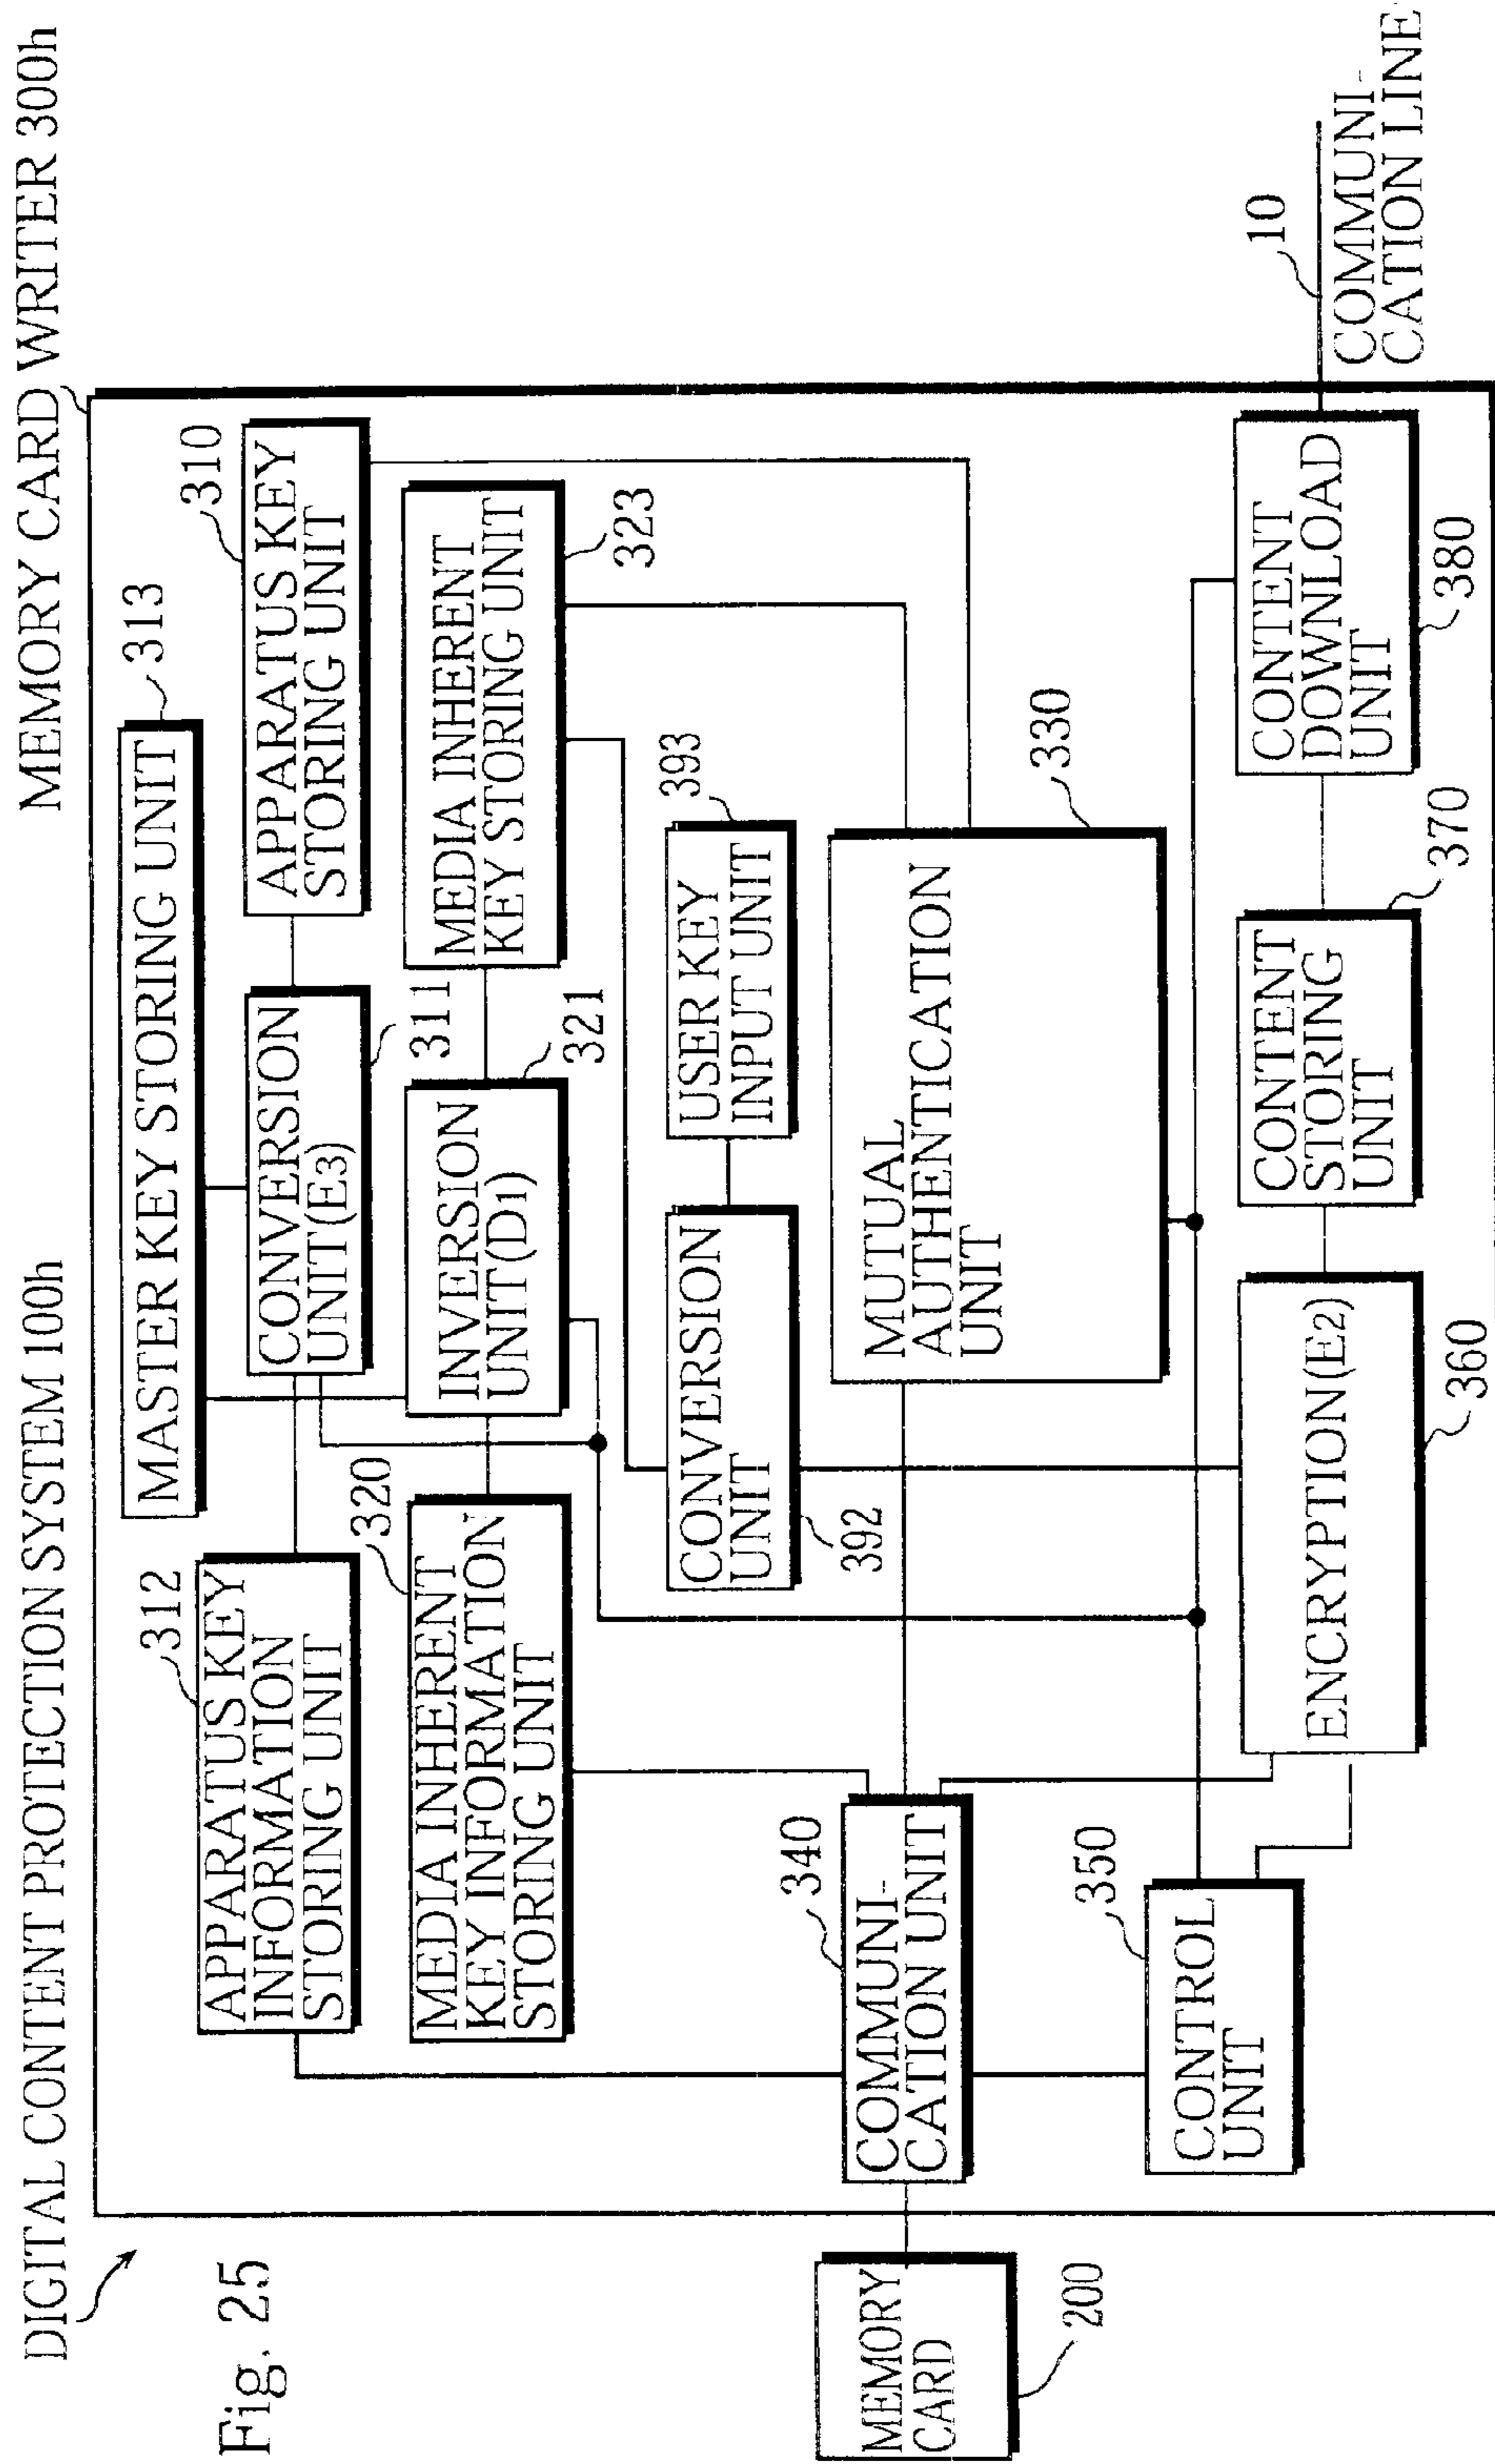 Fig. 25
DIGITAL CONTENT PROTECTION SYSTEM 100h
MEMORY CARD WRITER 300h
MASTER KEY STORING UNIT
313
312
APPARATUS KEY
INFORMATION
STORING UNIT
CONVERSION
UNIT(E3)
311
310
APPARATUS KEY
STORING UNIT
320
MEDIA INHERENT
KEY INFORMATION
STORING UNIT
INVERSION
UNIT(D1)
321
MEDIA INHERENT
KEY STORING UNIT
323
CONVERSION
UNIT
392
USER KEY
INPUT UNIT
393
MEMORY
CARD
200
340
COMMUNI-
CATION UNIT
MUTUAL
AUTHENTICATION
UNIT
330
350
CONTROL
UNIT
ENCRYPTION(E2)
360
CONTENT
STORING
UNIT
370
CONTENT
DOWNLOAD
UNIT
380
10
COMMUNI-
CATION LINE